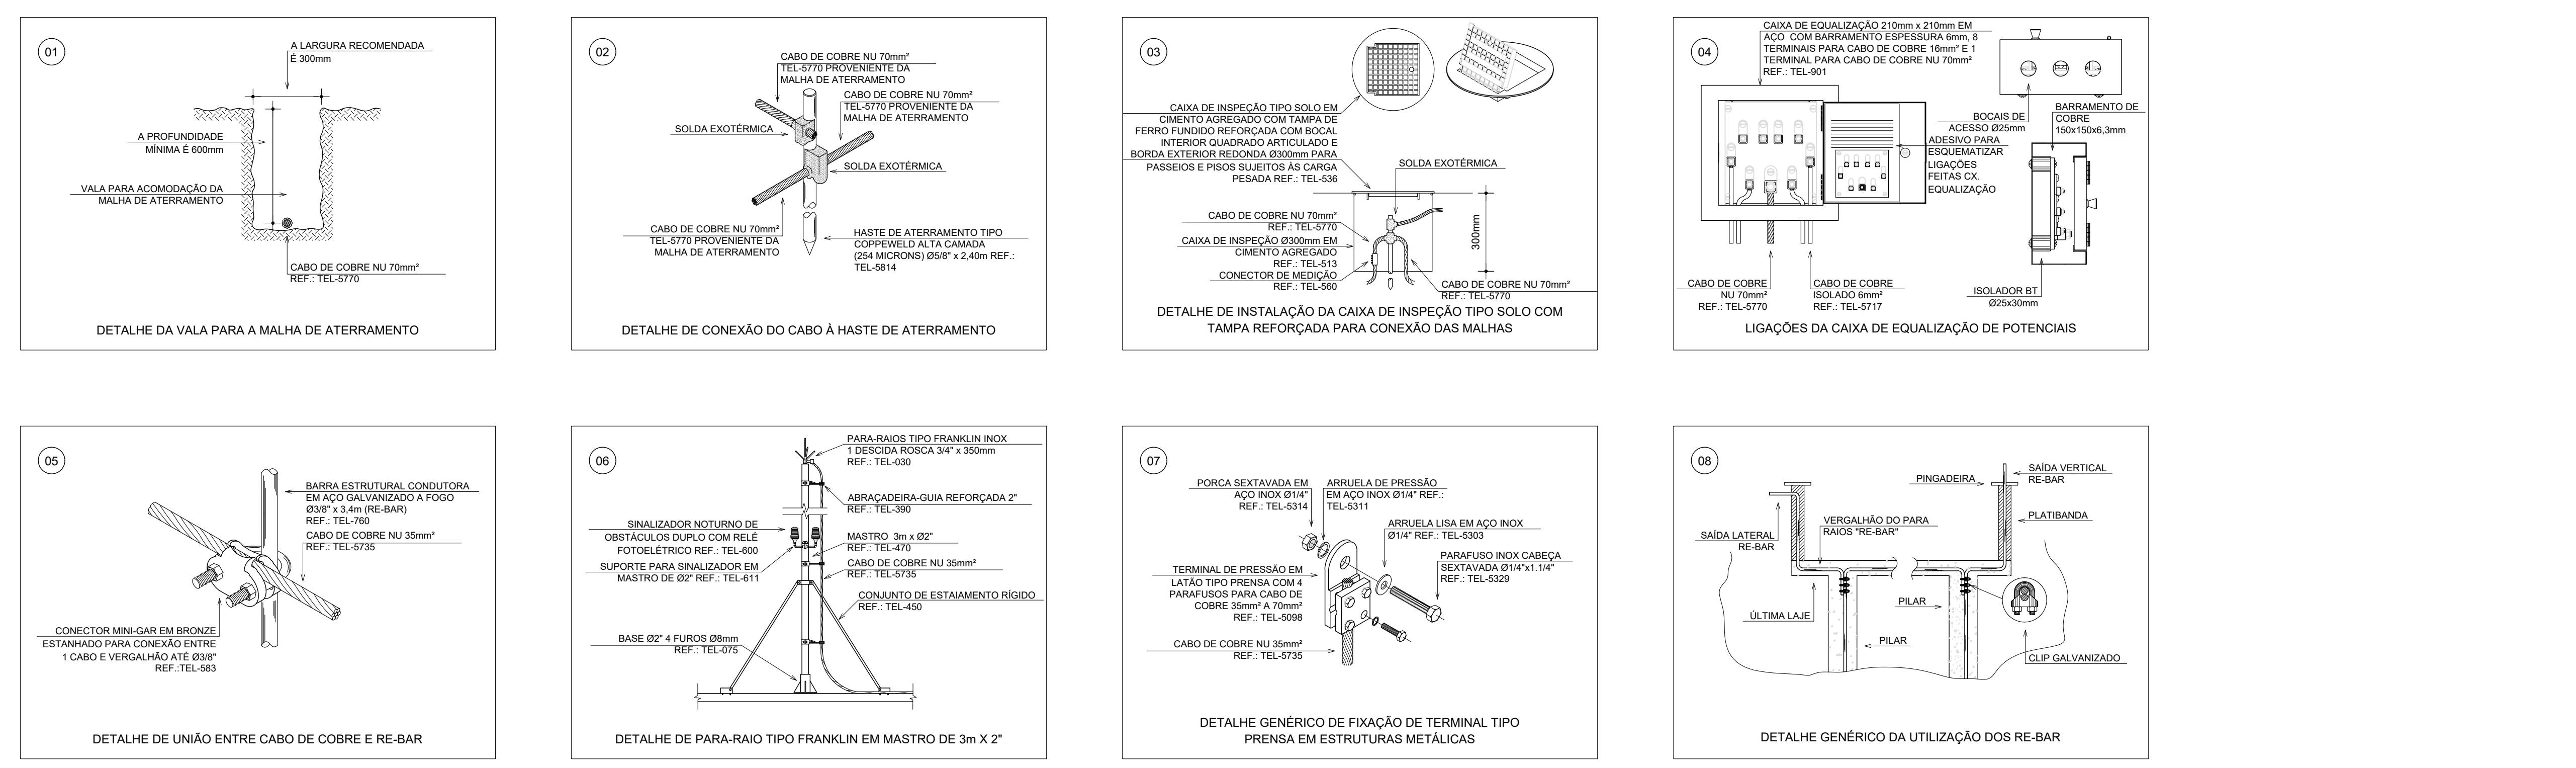 01
A LARGURA RECOMENDADA
É 300mm
A PROFUNDIDADE
MÍNIMA É 600mm
VALA PARA ACOMODAÇÃO DA
MALHA DE ATERRAMENTO
CABO DE COBRE NU 70mm²
REF.: TEL-5770
DETALHE DA VALA PARA A MALHA DE ATERRAMENTO
02
CABO DE COBRE NU 70mm²
TEL-5770 PROVENIENTE DA
MALHA DE ATERRAMENTO
CABO DE COBRE NU 70mm²
TEL-5770 PROVENIENTE DA
MALHA DE ATERRAMENTO
SOLDA EXOTÉRMICA
SOLDA EXOTÉRMICA
CABO DE COBRE NU 70mm²
TEL-5770 PROVENIENTE DA
MALHA DE ATERRAMENTO
HASTE DE ATERRAMENTO TIPO
COPPEWELD ALTA CAMADA
(254 MICRONS) Ø5/8" x 2,40m REF.:
TEL-5814
DETALHE DE CONEXÃO DO CABO À HASTE DE ATERRAMENTO
03
CAIXA DE INSPEÇÃO TIPO SOLO EM
CIMENTO AGREGADO COM TAMPA DE
FERRO FUNDIDO REFORÇADA COM BOCAL
INTERIOR QUADRADO ARTICULADO E
BORDA EXTERIOR REDONDA Ø300mm PARA
PASSEIOS E PISOS SUJEITOS ÀS CARGA
PESADA REF.: TEL-536
SOLDA EXOTÉRMICA
CABO DE COBRE NU 70mm²
REF.: TEL-5770
CAIXA DE INSPEÇÃO Ø300mm EM
CIMENTO AGREGADO
REF.: TEL-513
CONECTOR DE MEDIÇÃO
REF.: TEL-560
300mm
CABO DE COBRE NU 70mm²
REF.: TEL-5770
DETALHE DE INSTALAÇÃO DA CAIXA DE INSPEÇÃO TIPO SOLO COM
TAMPA REFORÇADA PARA CONEXÃO DAS MALHAS
04
CAIXA DE EQUALIZAÇÃO 210mm x 210mm EM
AÇO COM BARRAMENTO ESPESSURA 6mm, 8
TERMINAIS PARA CABO DE COBRE 16mm² E 1
TERMINAL PARA CABO DE COBRE NU 70mm²
REF.: TEL-901
BOCAIS DE
ACESSO Ø25mm
BARRAMENTO DE
COBRE
150x150x6,3mm
ADESIVO PARA
ESQUEMATIZAR
LIGAÇÕES
FEITAS CX.
EQUALIZAÇÃO
CABO DE COBRE
NU 70mm²
REF.: TEL-5770
CABO DE COBRE
ISOLADO 6mm²
REF.: TEL-5717
ISOLADOR BT
Ø25x30mm
LIGAÇÕES DA CAIXA DE EQUALIZAÇÃO DE POTENCIAIS
05
BARRA ESTRUTURAL CONDUTORA
EM AÇO GALVANIZADO A FOGO
Ø3/8" x 3,4m (RE-BAR)
REF.: TEL-760
CABO DE COBRE NU 35mm²
REF.: TEL-5735
CONECTOR MINI-GAR EM BRONZE
ESTANHADO PARA CONEXÃO ENTRE
1 CABO E VERGALHÃO ATÉ Ø3/8"
REF.:TEL-583
DETALHE DE UNIÃO ENTRE CABO DE COBRE E RE-BAR
06
PARA-RAIOS TIPO FRANKLIN INOX
1 DESCIDA ROSCA 3/4" x 350mm
REF.: TEL-030
ABRAÇADEIRA-GUIA REFORÇADA 2"
REF.: TEL-390
SINALIZADOR NOTURNO DE
OBSTÁCULOS DUPLO COM RELÉ
FOTOELÉTRICO REF.: TEL-600
SUPORTE PARA SINALIZADOR EM
MASTRO DE Ø2" REF.: TEL-611
MASTRO 3m x Ø2"
REF.: TEL-470
CABO DE COBRE NU 35mm²
REF.: TEL-5735
CONJUNTO DE ESTAIAMENTO RÍGIDO
REF.: TEL-450
BASE Ø2" 4 FUROS Ø8mm
REF.: TEL-075
DETALHE DE PARA-RAIO TIPO FRANKLIN EM MASTRO DE 3m X 2"
07
PORCA SEXTAVADA EM
AÇO INOX Ø1/4"
REF.: TEL-5314
ARRUELA DE PRESSÃO
EM AÇO INOX Ø1/4" REF.:
TEL-5311
ARRUELA LISA EM AÇO INOX
Ø1/4" REF.: TEL-5303
PARAFUSO INOX CABEÇA
SEXTAVADA Ø1/4"x1.1/4"
REF.: TEL-5329
TERMINAL DE PRESSÃO EM
LATÃO TIPO PRENSA COM 4
PARAFUSOS PARA CABO DE
COBRE 35mm² A 70mm²
REF.: TEL-5098
CABO DE COBRE NU 35mm²
REF.: TEL-5735
DETALHE GENÉRICO DE FIXAÇÃO DE TERMINAL TIPO
PRENSA EM ESTRUTURAS METÁLICAS
08
PINGADEIRA
SAÍDA VERTICAL
RE-BAR
PLATIBANDA
VERGALHÃO DO PARA
RAIOS "RE-BAR"
SAÍDA LATERAL
RE-BAR
ÚLTIMA LAJE
PILAR
PILAR
CLIP GALVANIZADO
DETALHE GENÉRICO DA UTILIZAÇÃO DOS RE-BAR